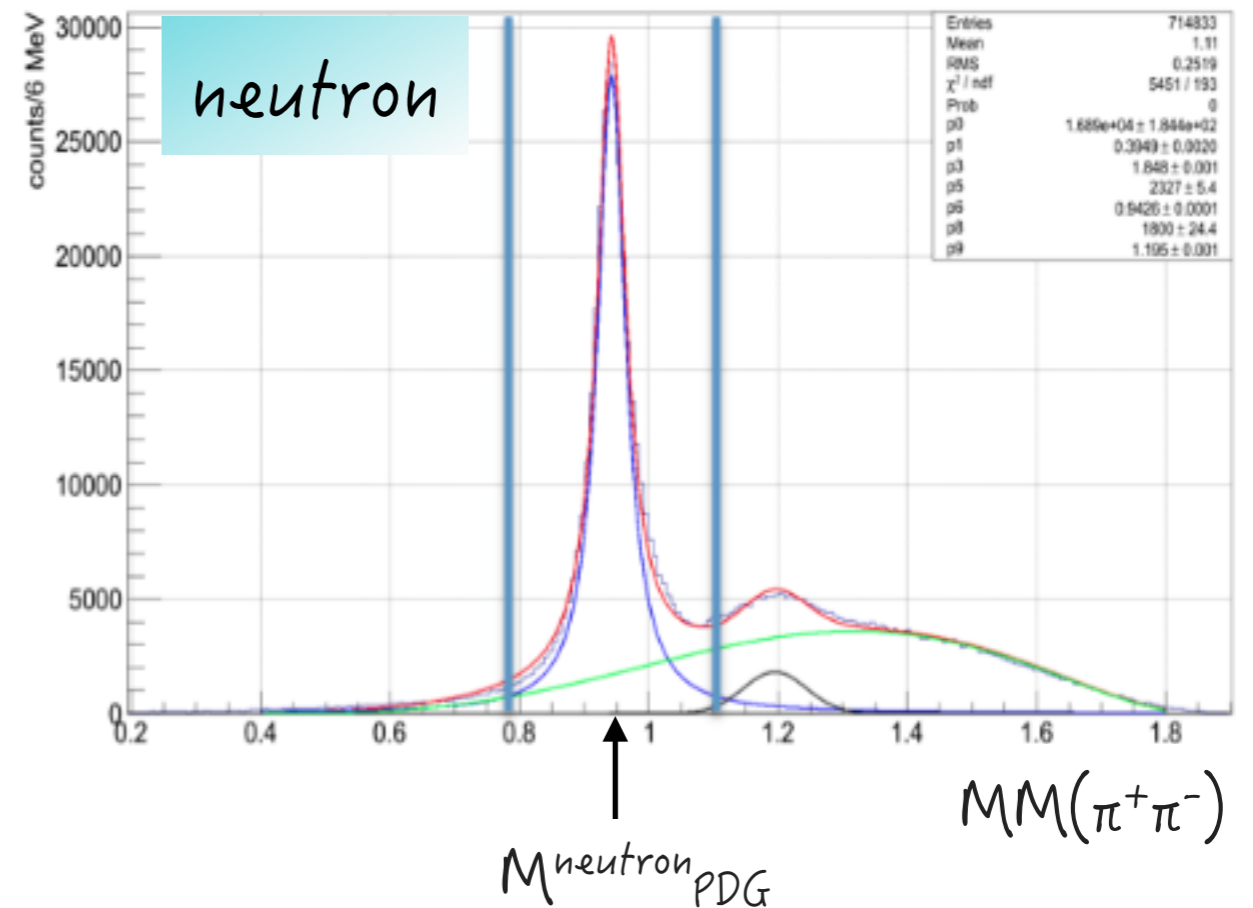 counts/6 MeV
30000
25000
20000
15000
10000
5000
0
neutron
Entries 714833
Mean 1.11
RMS 0.2519
χ² / ndf 5451 / 193
Prob 0
p0 1.689e+04 ± 1.844e+02
p1 0.3949 ± 0.0020
p3 1.848 ± 0.001
p5 2327 ± 5.4
p6 0.9426 ± 0.0001
p8 1800 ± 24.4
p9 1.195 ± 0.001
0.2 0.4 0.6 0.8 1 1.2 1.4 1.6 1.8
MM(π⁺π⁻)
M^neutron_PDG